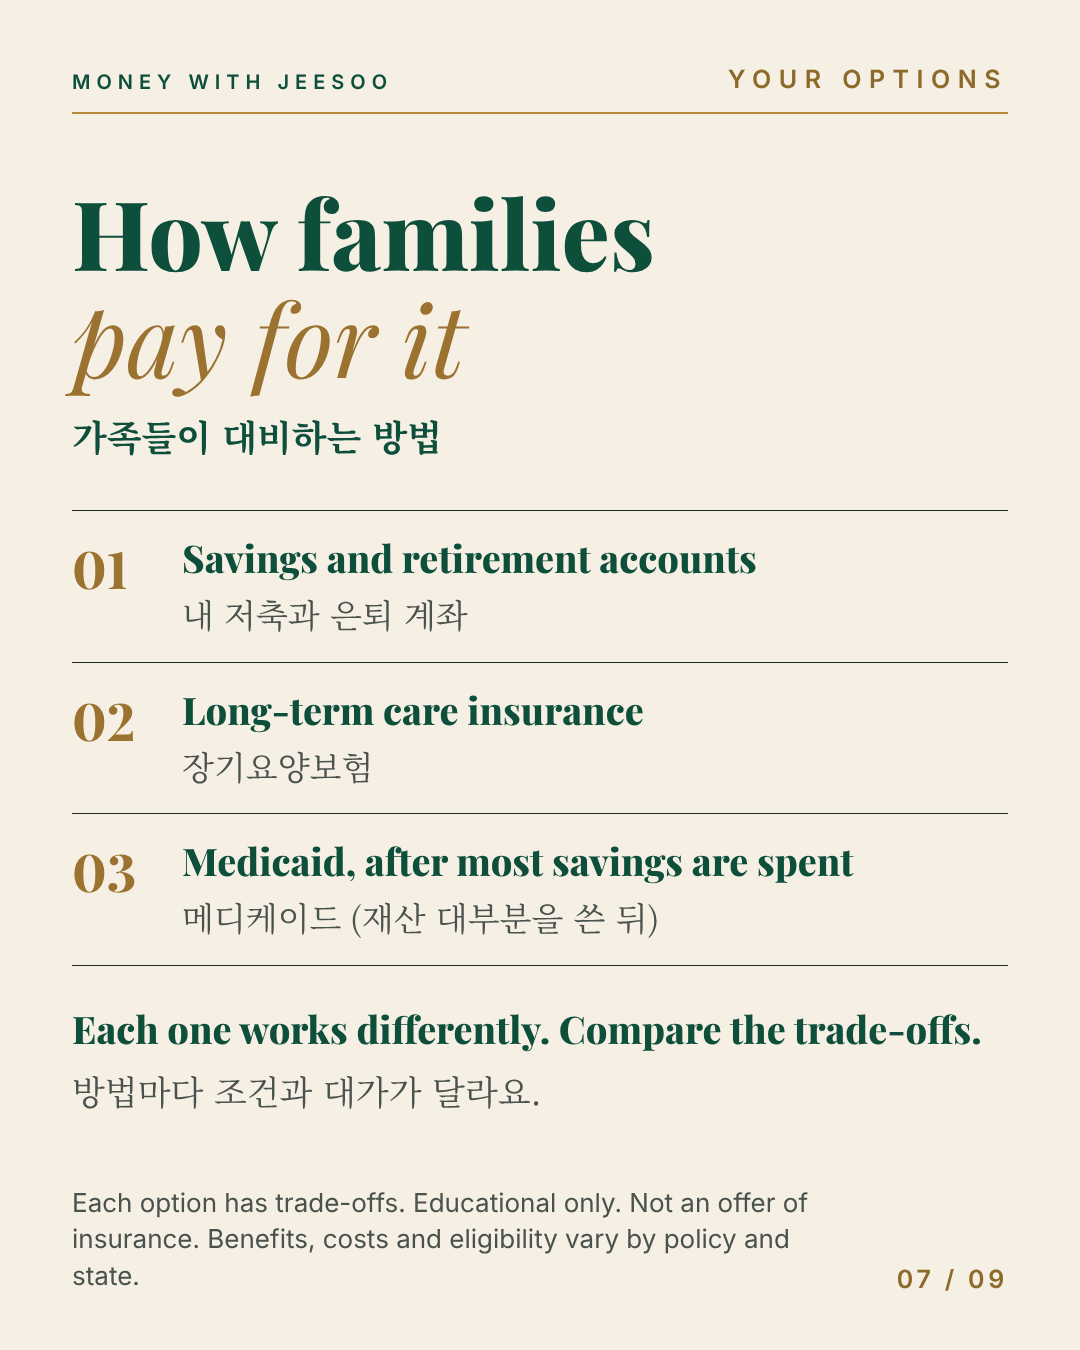 MONEY WITH JEESOO
YOUR OPTIONS
How families
pay for it
가족들이 대비하는 방법
01
Savings and retirement accounts
내 저축과 은퇴 계좌
02
Long-term care insurance
장기요양보험
03
Medicaid, after most savings are spent
메디케이드 (재산 대부분을 쓴 뒤)
Each one works differently. Compare the trade-offs.
방법마다 조건과 대가가 달라요.
Each option has trade-offs. Educational only. Not an offer of
insurance. Benefits, costs and eligibility vary by policy and
state.
07 / 09